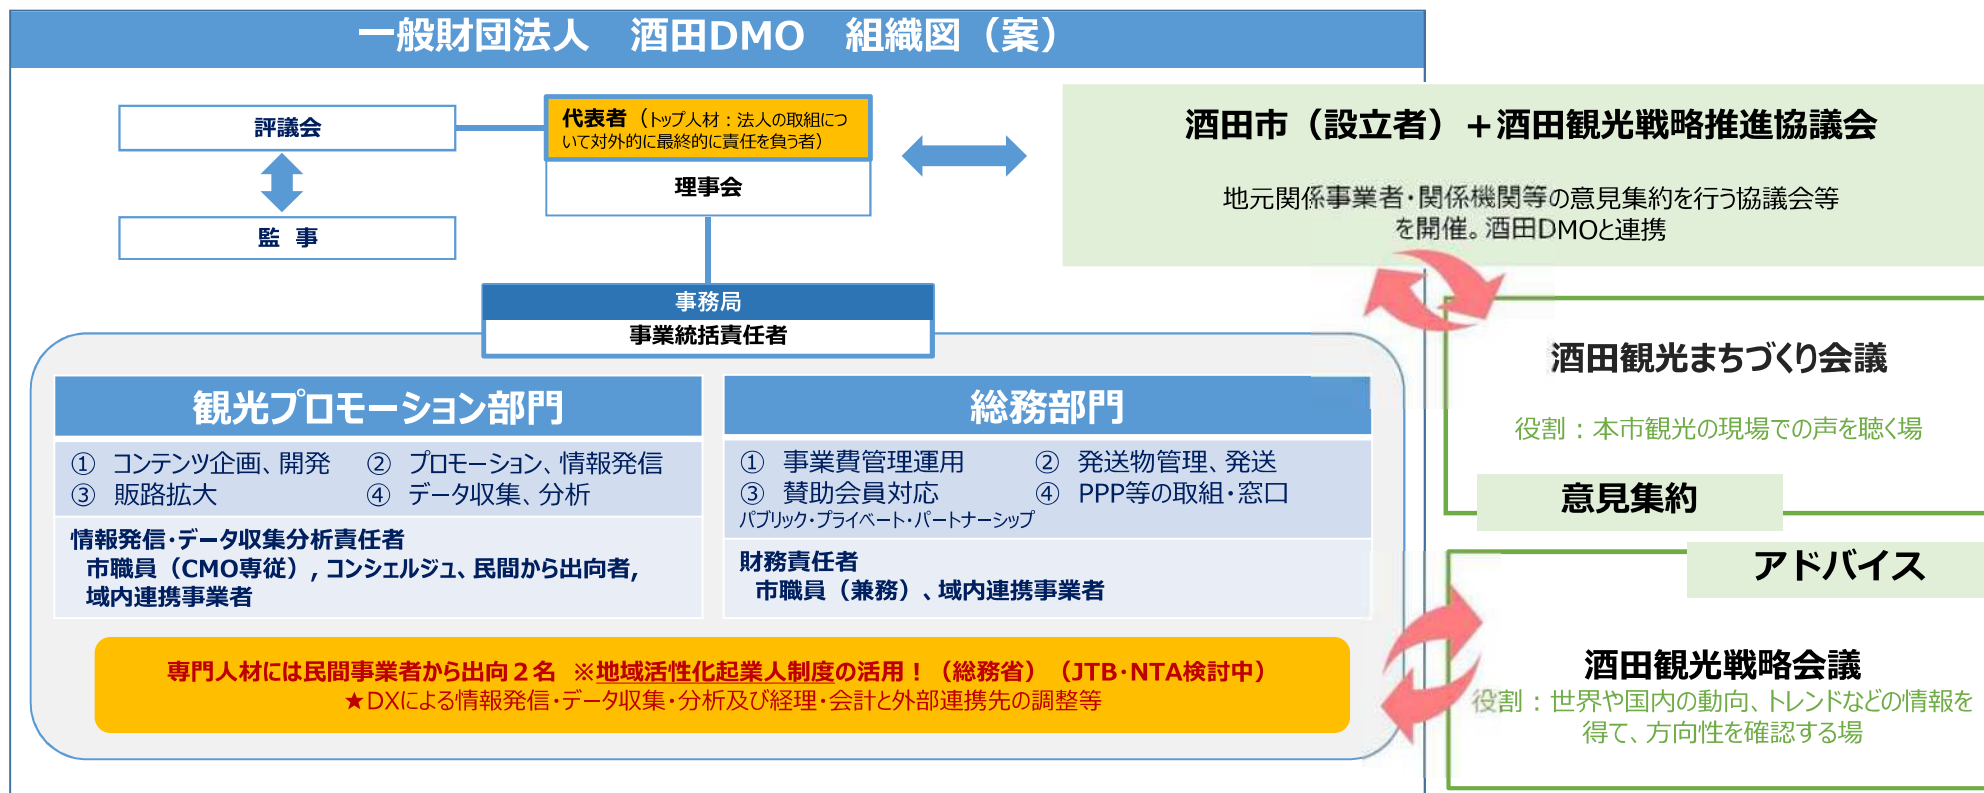 一般財団法人　酒田DMO　組織図（案）
評議会
監　事
代表者（トップ人材：法人の取組につ
いて対外的に最終的に責任を負う者）
理事会
酒田市（設立者）＋酒田観光戦略推進協議会
地元関係事業者・関係機関等の意見集約を行う協議会等
を開催。酒田DMOと連携
事務局
事業統括責任者
観光プロモーション部門
①　コンテンツ企画、開発　②　プロモーション、情報発信
③　販路拡大　④　データ収集、分析
情報発信・データ収集分析責任者
市職員（CMO専従）, コンシェルジュ、民間から出向者,
域内連携事業者
総務部門
①　事業費管理運用　②　発送物管理、発送
③　賛助会員対応　④　PPP等の取組・窓口
パブリック・プライベート・パートナーシップ
財務責任者
市職員（兼務）、域内連携事業者
専門人材には民間事業者から出向２名　※地域活性化起業人制度の活用！（総務省）（JTB・NTA検討中）
★DXによる情報発信・データ収集・分析及び経理・会計と外部連携先の調整等
酒田観光まちづくり会議
役割：本市観光の現場での声を聴く場
意見集約
アドバイス
酒田観光戦略会議
役割：世界や国内の動向、トレンドなどの情報を
得て、方向性を確認する場